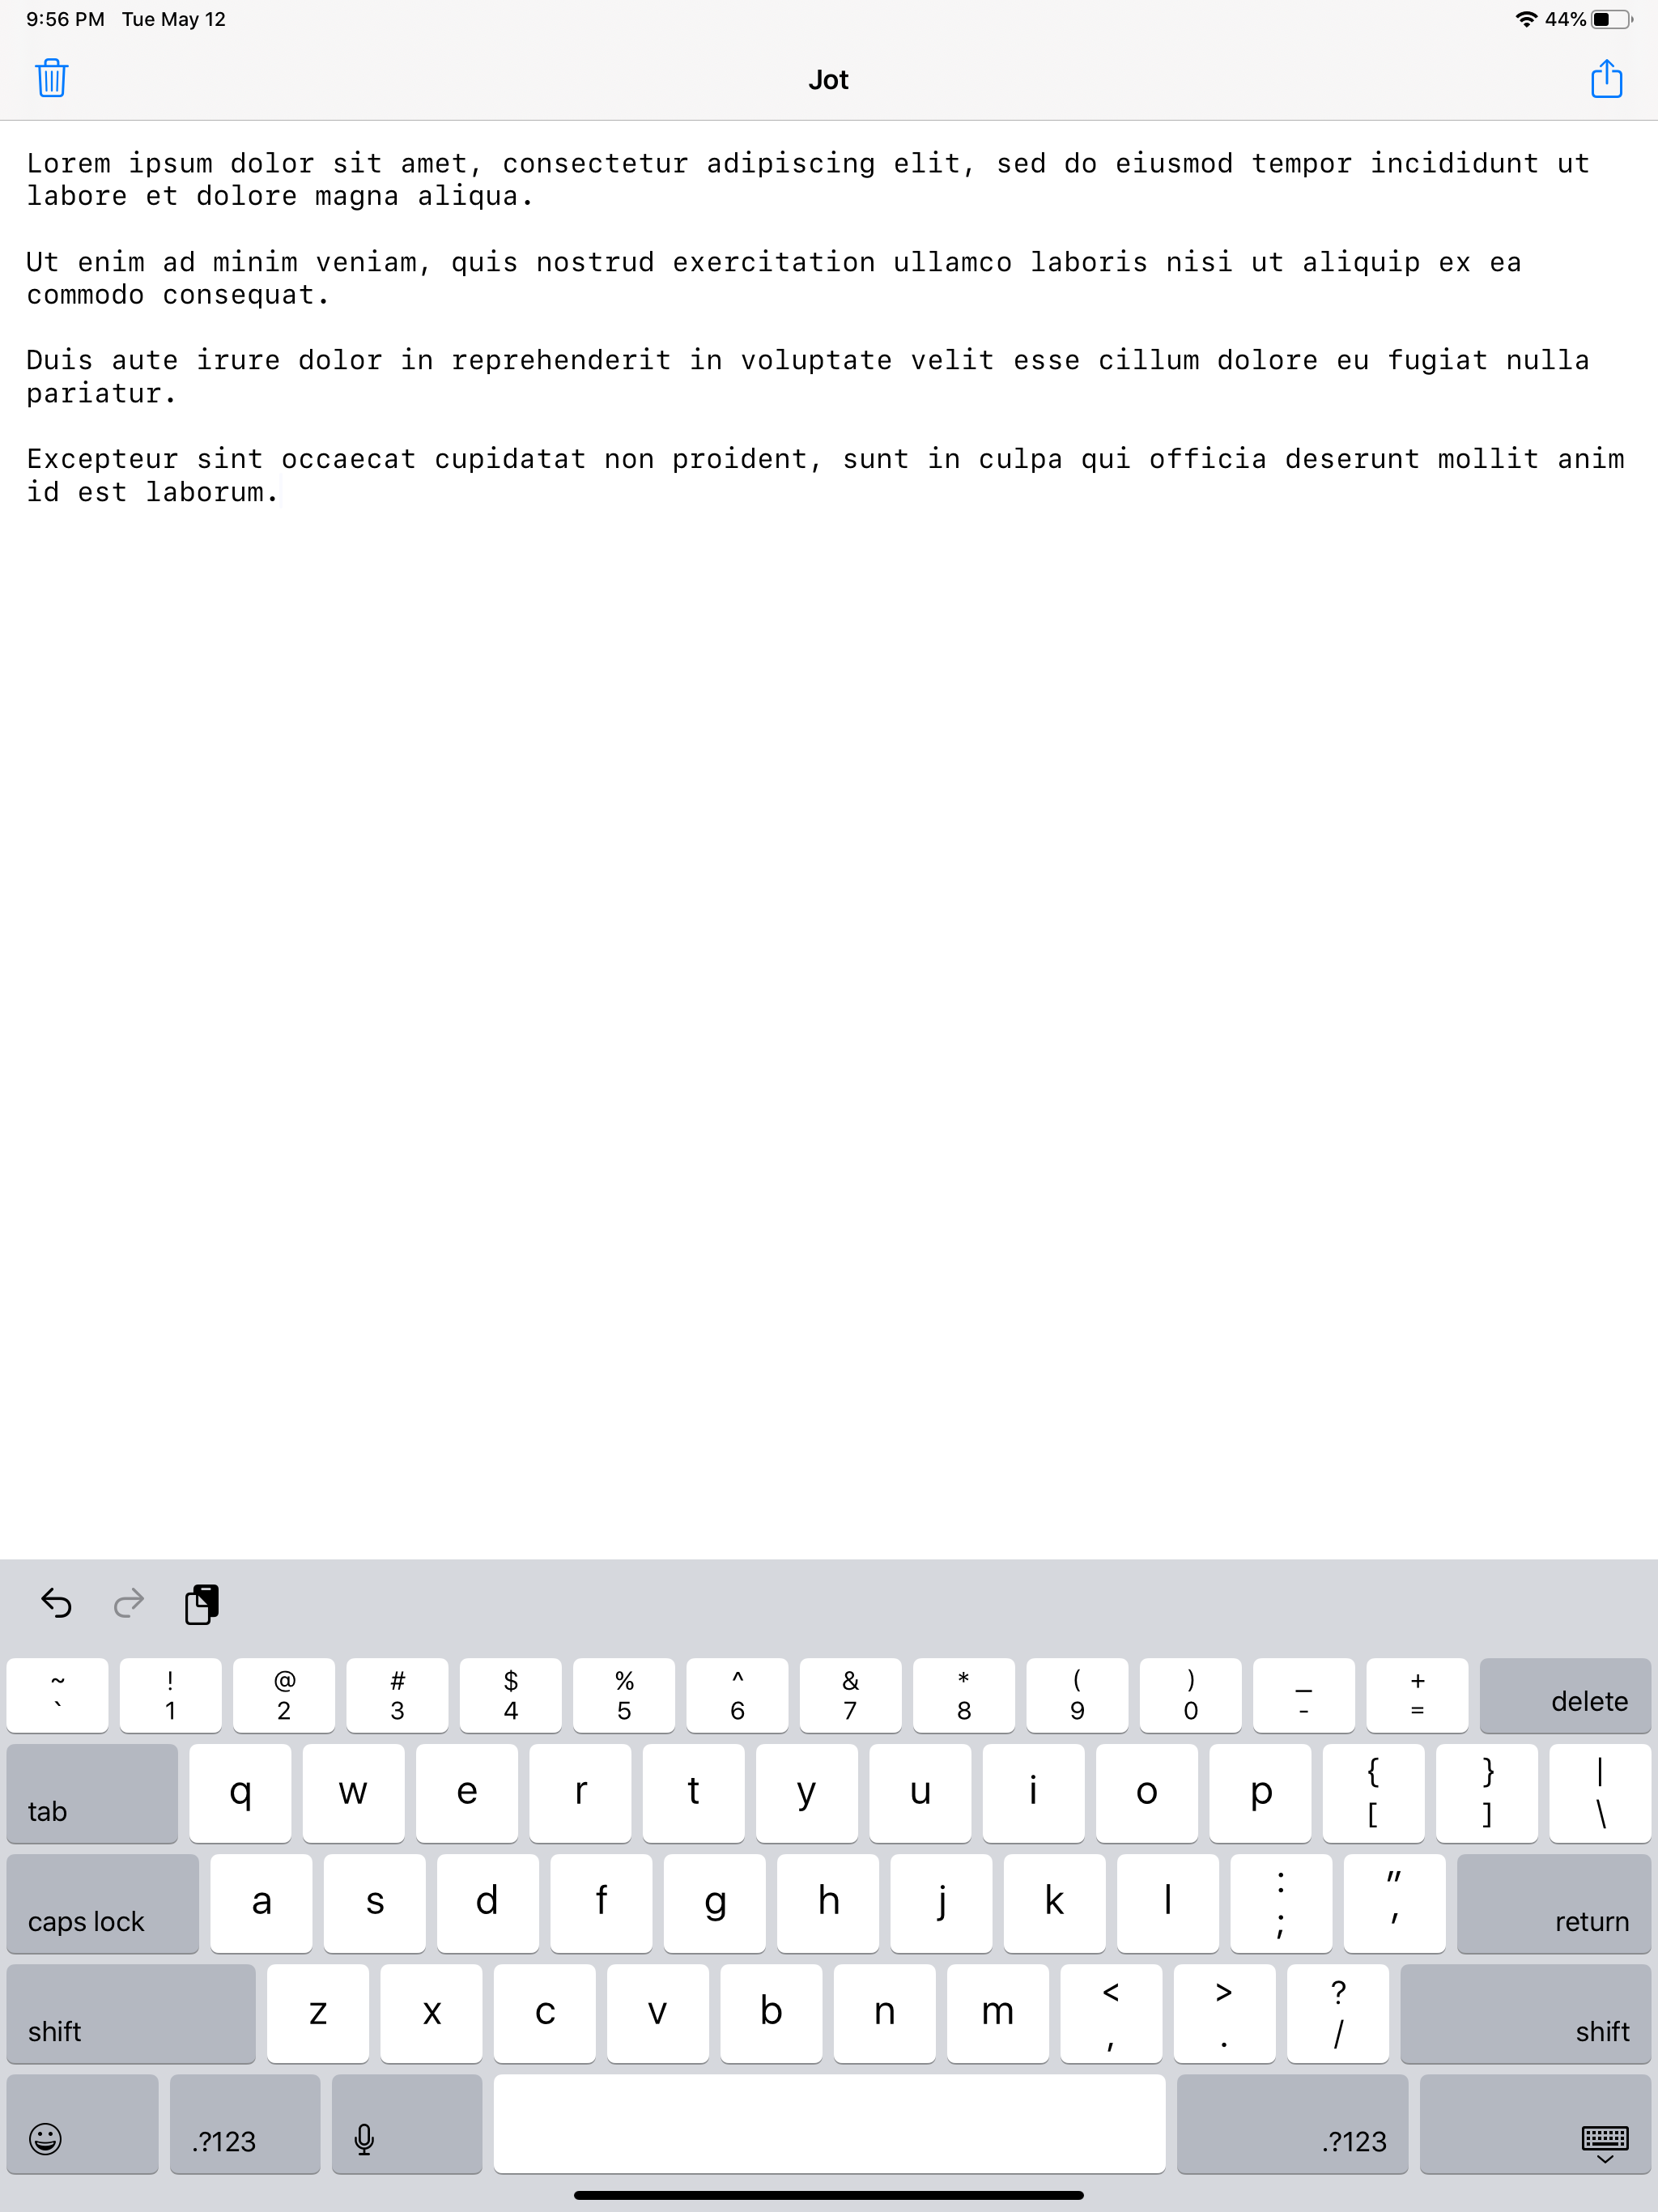 9:56 PM Tue May 12 44%
Jot
Lorem ipsum dolor sit amet, consectetur adipiscing elit, sed do eiusmod tempor incididunt ut
labore et dolore magna aliqua.
Ut enim ad minim veniam, quis nostrud exercitation ullamco laboris nisi ut aliquip ex ea
commodo consequat.
Duis aute irure dolor in reprehenderit in voluptate velit esse cillum dolore eu fugiat nulla
pariatur.
Excepteur sint occaecat cupidatat non proident, sunt in culpa qui officia deserunt mollit anim
id est laborum.
~ ! @ # $ % ^ & * ( ) _ +
` 1 2 3 4 5 6 7 8 9 0 - = delete
{ } |
tab q w e r t y u i o p [ ] \
: "
caps lock a s d f g h j k l ; ' return
< > ?
shift z x c v b n m , . / shift
.?123 .?123